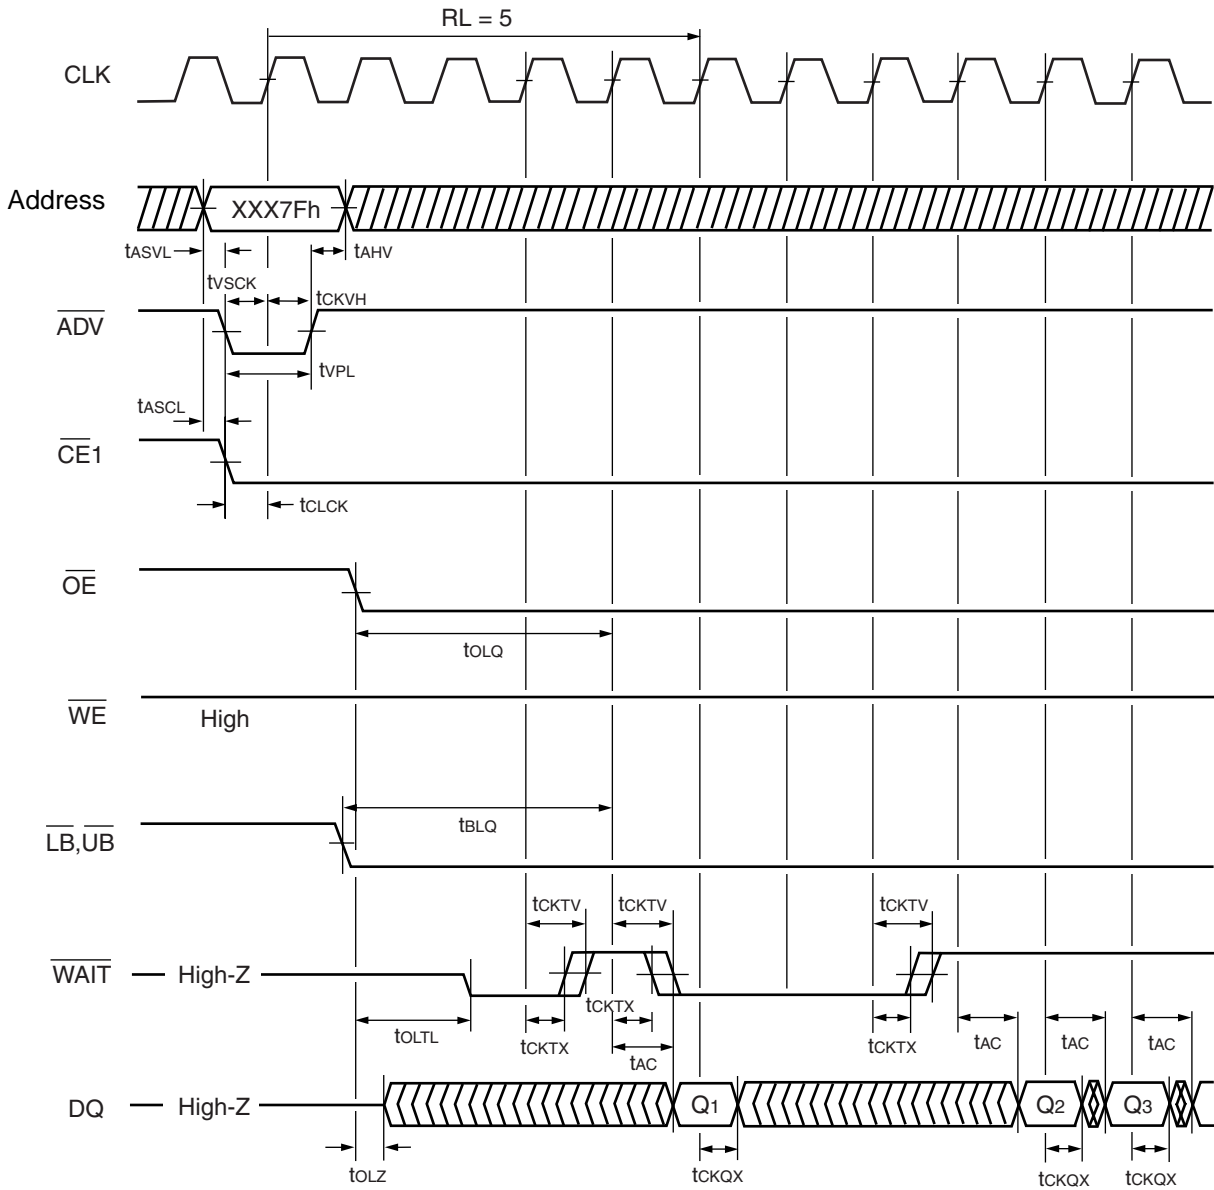 RL = 5
CLK
Address
XXX7Fh
tASVL
tAHV
tVSCK
tCKVH
ADV
tVPL
tASCL
CE1
tCLCK
OE
tOLQ
WE
High
tBLQ
LB,UB
tCKTV
tCKTV
tCKTV
WAIT
High-Z
tCKTX
tOLTL
tCKTX
tAC
tCKTX
tAC
tAC
tAC
DQ
High-Z
Q1
Q2
Q3
tOLZ
tCKQX
tCKQX
tCKQX